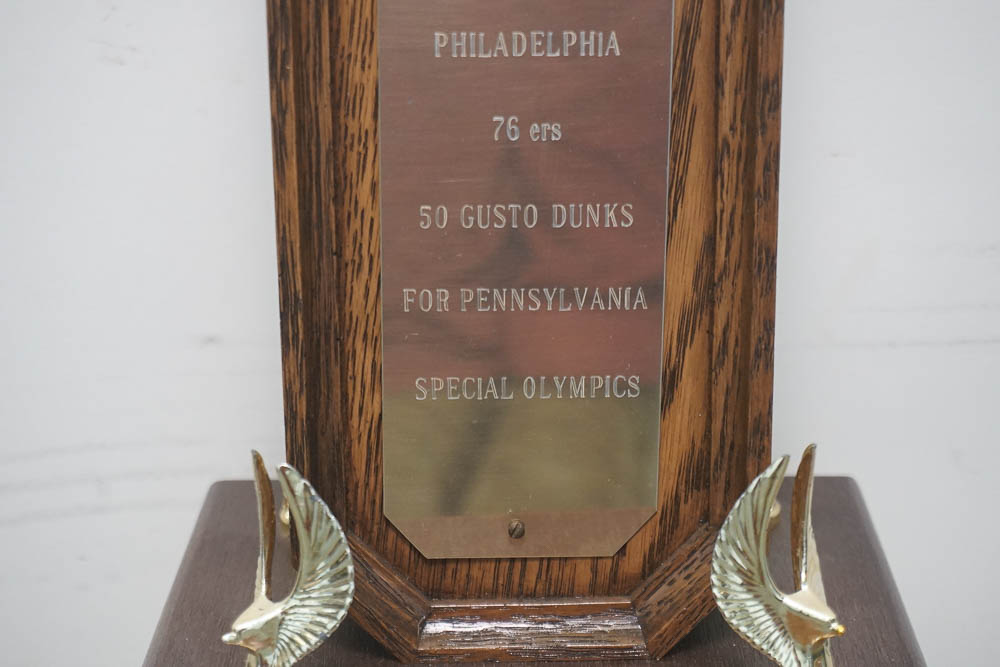 PHILADELPHIA
76 ers
50 GUSTO DUNKS
FOR PENNSYLVANIA
SPECIAL OLYMPICS